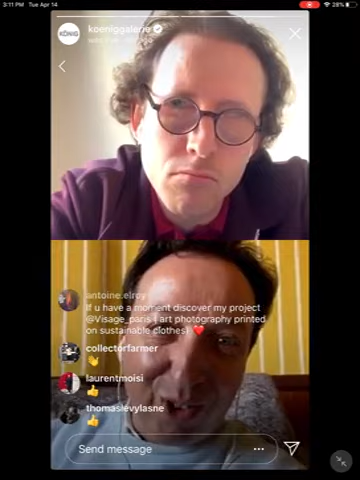 3:11 PM Tue Apr 14
28%
KÖNIG
koeniggalerie
antoine.elroy
If u have a moment discover my project
@Visage_paris ( art photography printed
on sustainable clothes) ❤️
collectorfarmer
👋
laurentmoisi
👍
thomaslevylasne
👍
Send message